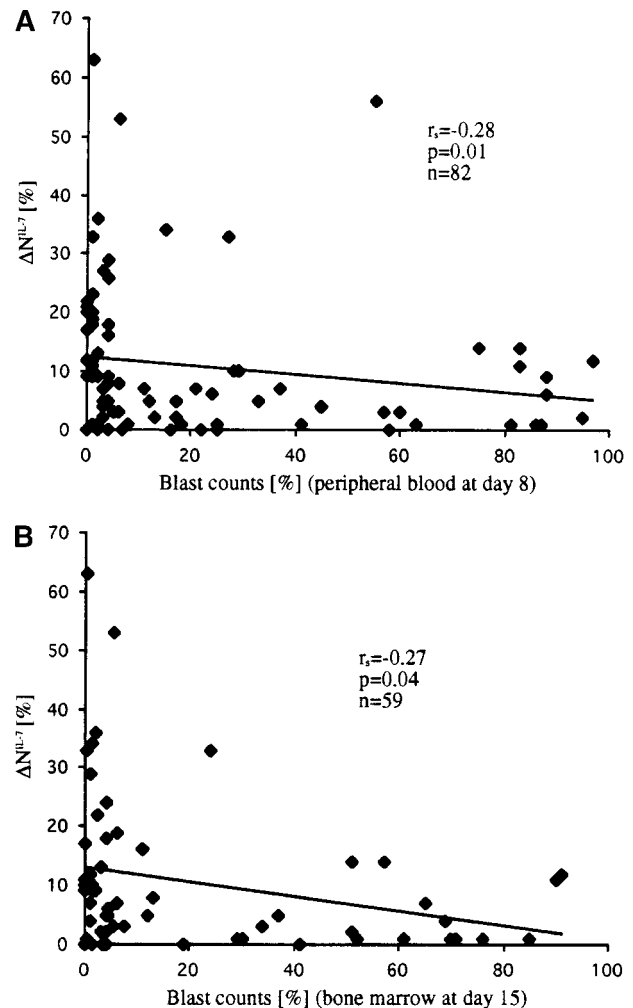 A
70
60
50
40
30
20
10
0
ΔN^IL-7 [%]
rₛ=-0.28
p=0.01
n=82
0 20 40 60 80 100
Blast counts [%] (peripheral blood at day 8)
B
70
60
50
40
30
20
10
0
ΔN^IL-7 [%]
rₛ=-0.27
p=0.04
n=59
0 20 40 60 80 100
Blast counts [%] (bone marrow at day 15)